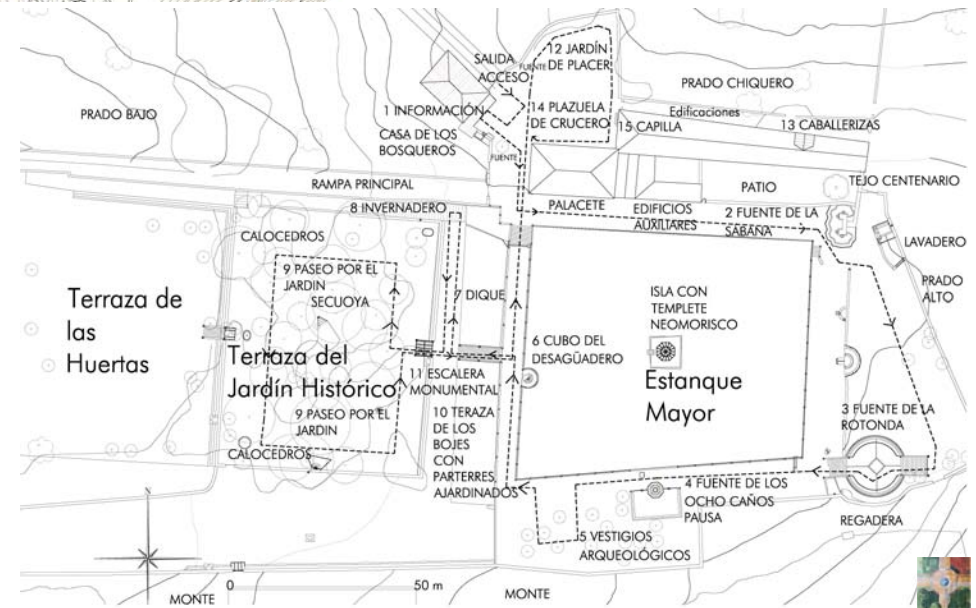 SALIDA
ACCESO
FUENTE
12 JARDÍN
DE PLACER
PRADO CHIQUERO
PRADO BAJO
1 INFORMACIÓN
CASA DE LOS
BOSQUEROS
14 PLAZUELA
DE CRUCERO
Edificaciones
15 CAPILLA
13 CABALLERIZAS
FUENTE
RAMPA PRINCIPAL
PALACETE
EDIFICIOS
AUXILIARES
PATIO
TEJO CENTENARIO
8 INVERNADERO
2 FUENTE DE LA
SABANA
LAVADERO
CALOCEDROS
PRADO
ALTO
9 PASEO POR EL
JARDIN
SECUOYA
7 DIQUE
ISLA CON
TEMPLETE
NEOMORISCO
Terraza de
las
Huertas
6 CUBO DEL
DESAGÜADERO
Terraza del
Jardín Histórico
11 ESCALERA
MONUMENTAL
Estanque
Mayor
9 PASEO POR EL
JARDIN
10 TERAZA
DE LOS
BOJES
CON
PARTERRES
AJARDINADOS
3 FUENTE DE LA
ROTONDA
CALOCEDROS
4 FUENTE DE LOS
OCHO CAÑOS
PAUSA
REGADERA
5 VESTIGIOS
ARQUEOLÓGICOS
N
0
50 m
MONTE
MONTE